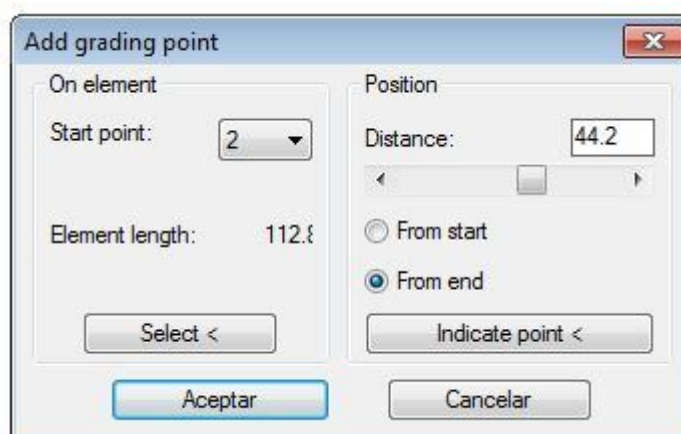 Add grading point
On element
Start point: 2
Element length: 112.8
Select <
Position
Distance: 44.2
From start
From end
Indicate point <
Aceptar
Cancelar